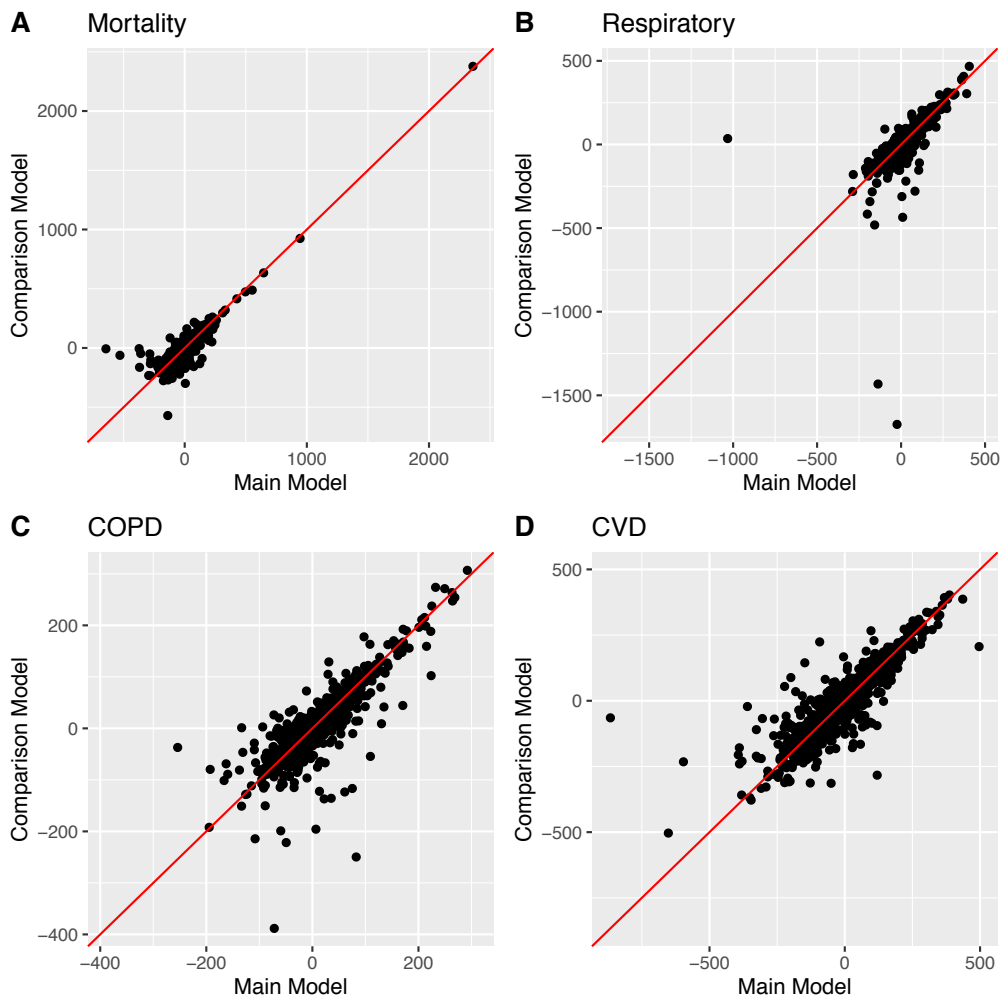 A Mortality
Comparison Model
2000
1000
0
0 1000 2000
Main Model
B Respiratory
Comparison Model
500
0
−500
−1000
−1500
−1500 −1000 −500 0 500
Main Model
C COPD
Comparison Model
200
0
−200
−400
−400 −200 0 200
Main Model
D CVD
Comparison Model
500
0
−500
−500 0 500
Main Model